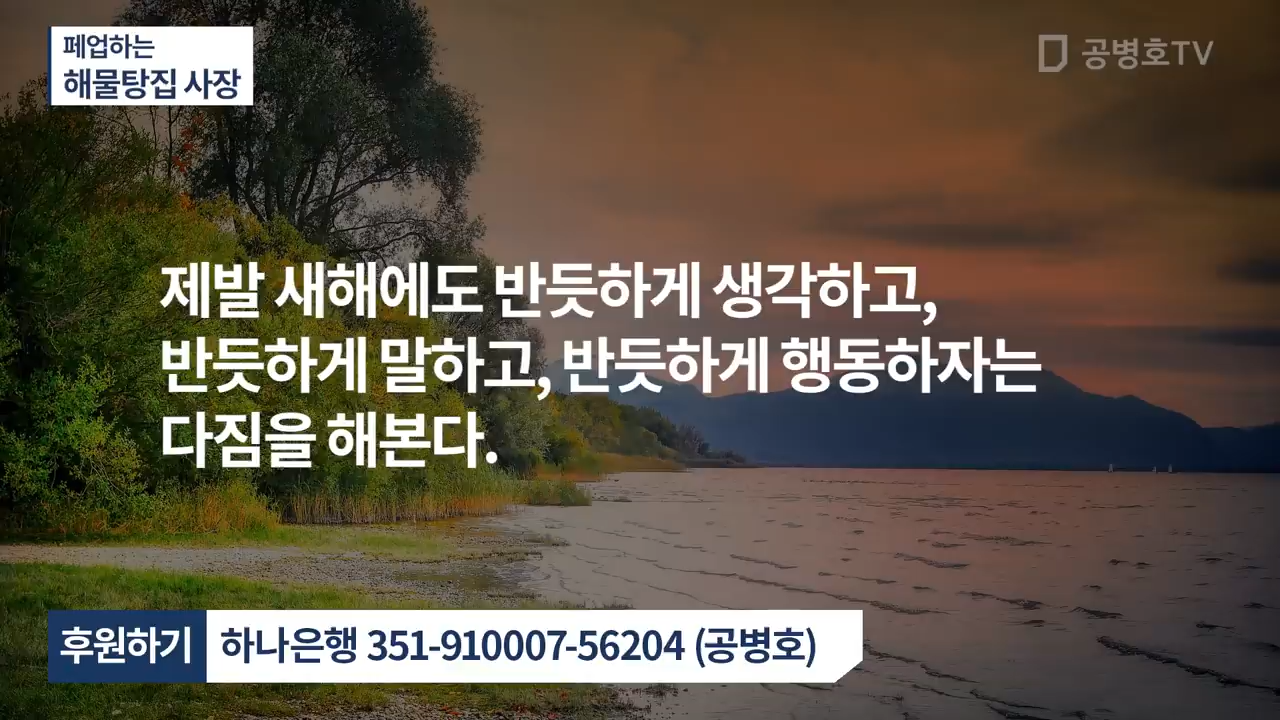 폐업하는
해물탕집 사장
공병호TV
제발 새해에도 반듯하게 생각하고,
반듯하게 말하고, 반듯하게 행동하자는
다짐을 해본다.
후원하기 하나은행 351-910007-56204 (공병호)